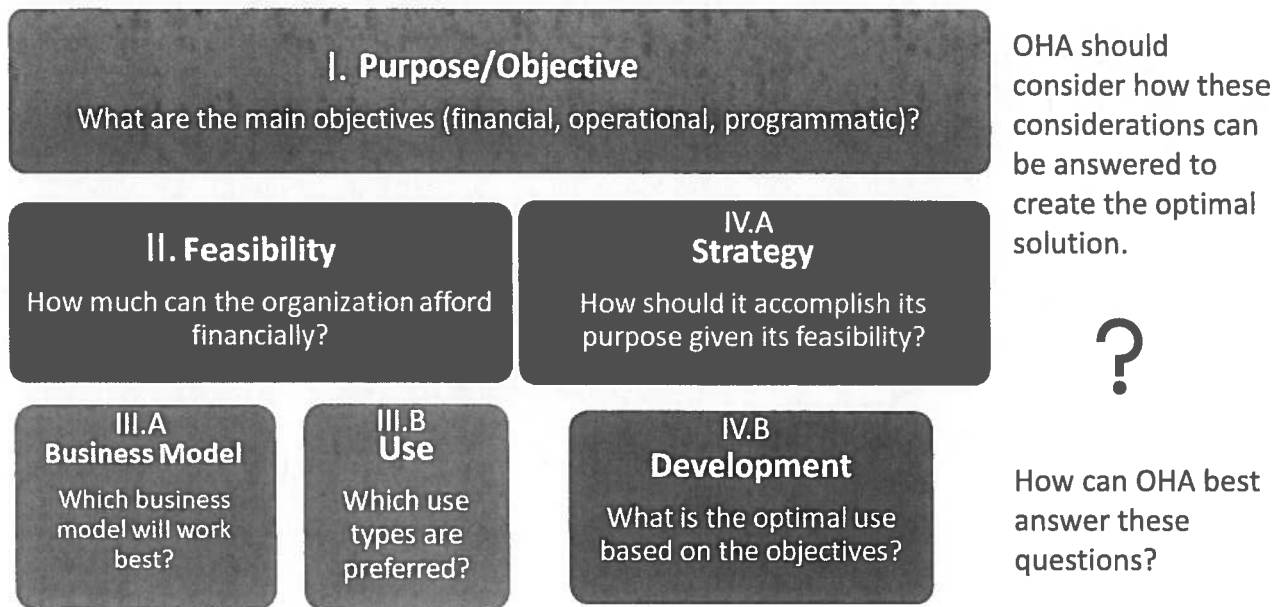 I. Purpose/Objective
What are the main objectives (financial, operational, programmatic)?
II. Feasibility
How much can the organization afford
financially?
IV.A
Strategy
How should it accomplish its
purpose given its feasibility?
III.A
Business Model
Which business
model will work
best?
III.B
Use
Which use
types are
preferred?
IV.B
Development
What is the optimal use
based on the objectives?
OHA should
consider how these
considerations can
be answered to
create the optimal
solution.
?
How can OHA best
answer these
questions?